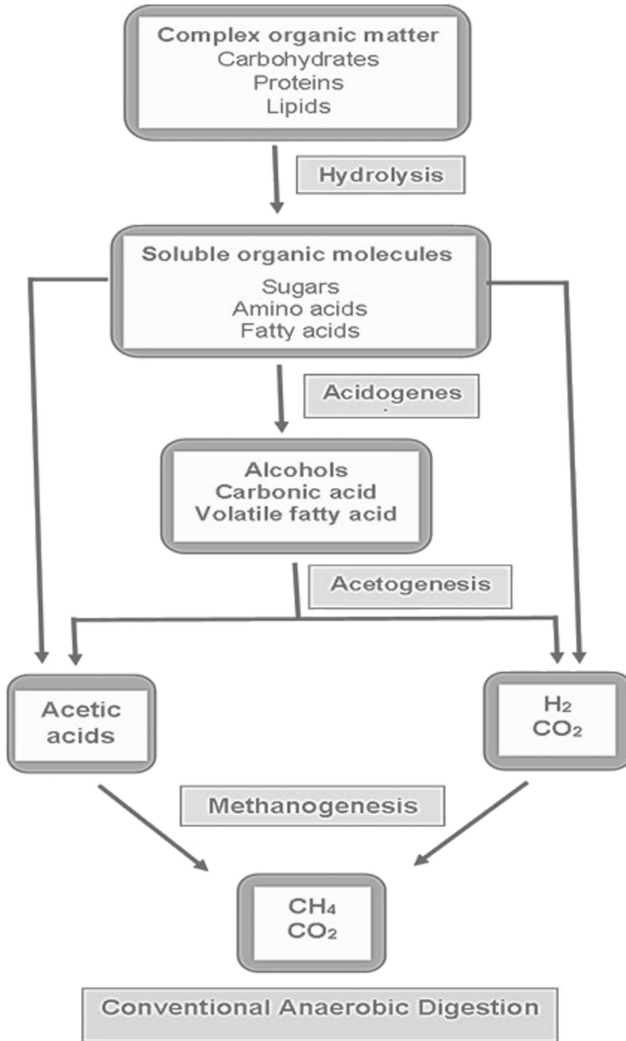 Complex organic matter
Carbohydrates
Proteins
Lipids
Hydrolysis
Soluble organic molecules
Sugars
Amino acids
Fatty acids
Acidogenes
Alcohols
Carbonic acid
Volatile fatty acid
Acetogenesis
Acetic
acids
H₂
CO₂
Methanogenesis
CH₄
CO₂
Conventional Anaerobic Digestion